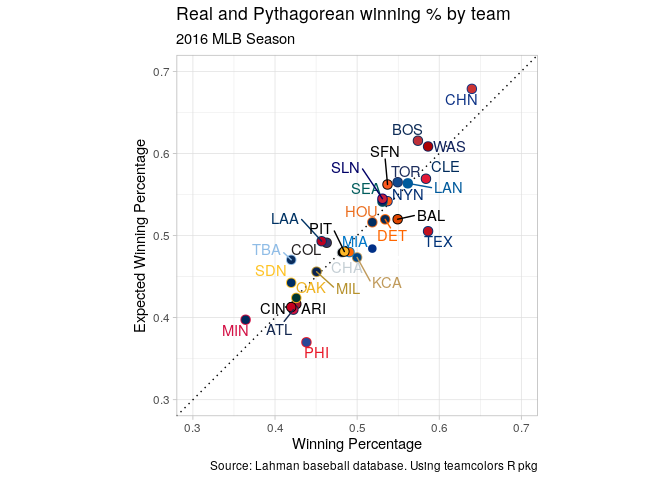 Real and Pythagorean winning % by team
2016 MLB Season
0.7
CHN
BOS
WAS
SFN
0.6
SLN
TOR
CLE
SEA
LAN
NYN
HOU
LAA
BAL
PIT
DET
MIA
TEX
0.5
TBA
COL
CHA
SDN
KCA
OAK
MIL
0.4
CIN
ARI
MIN
ATL
PHI
0.3
0.3
0.4
0.5
0.6
0.7
Expected Winning Percentage
Winning Percentage
Source: Lahman baseball database. Using teamcolors R pkg